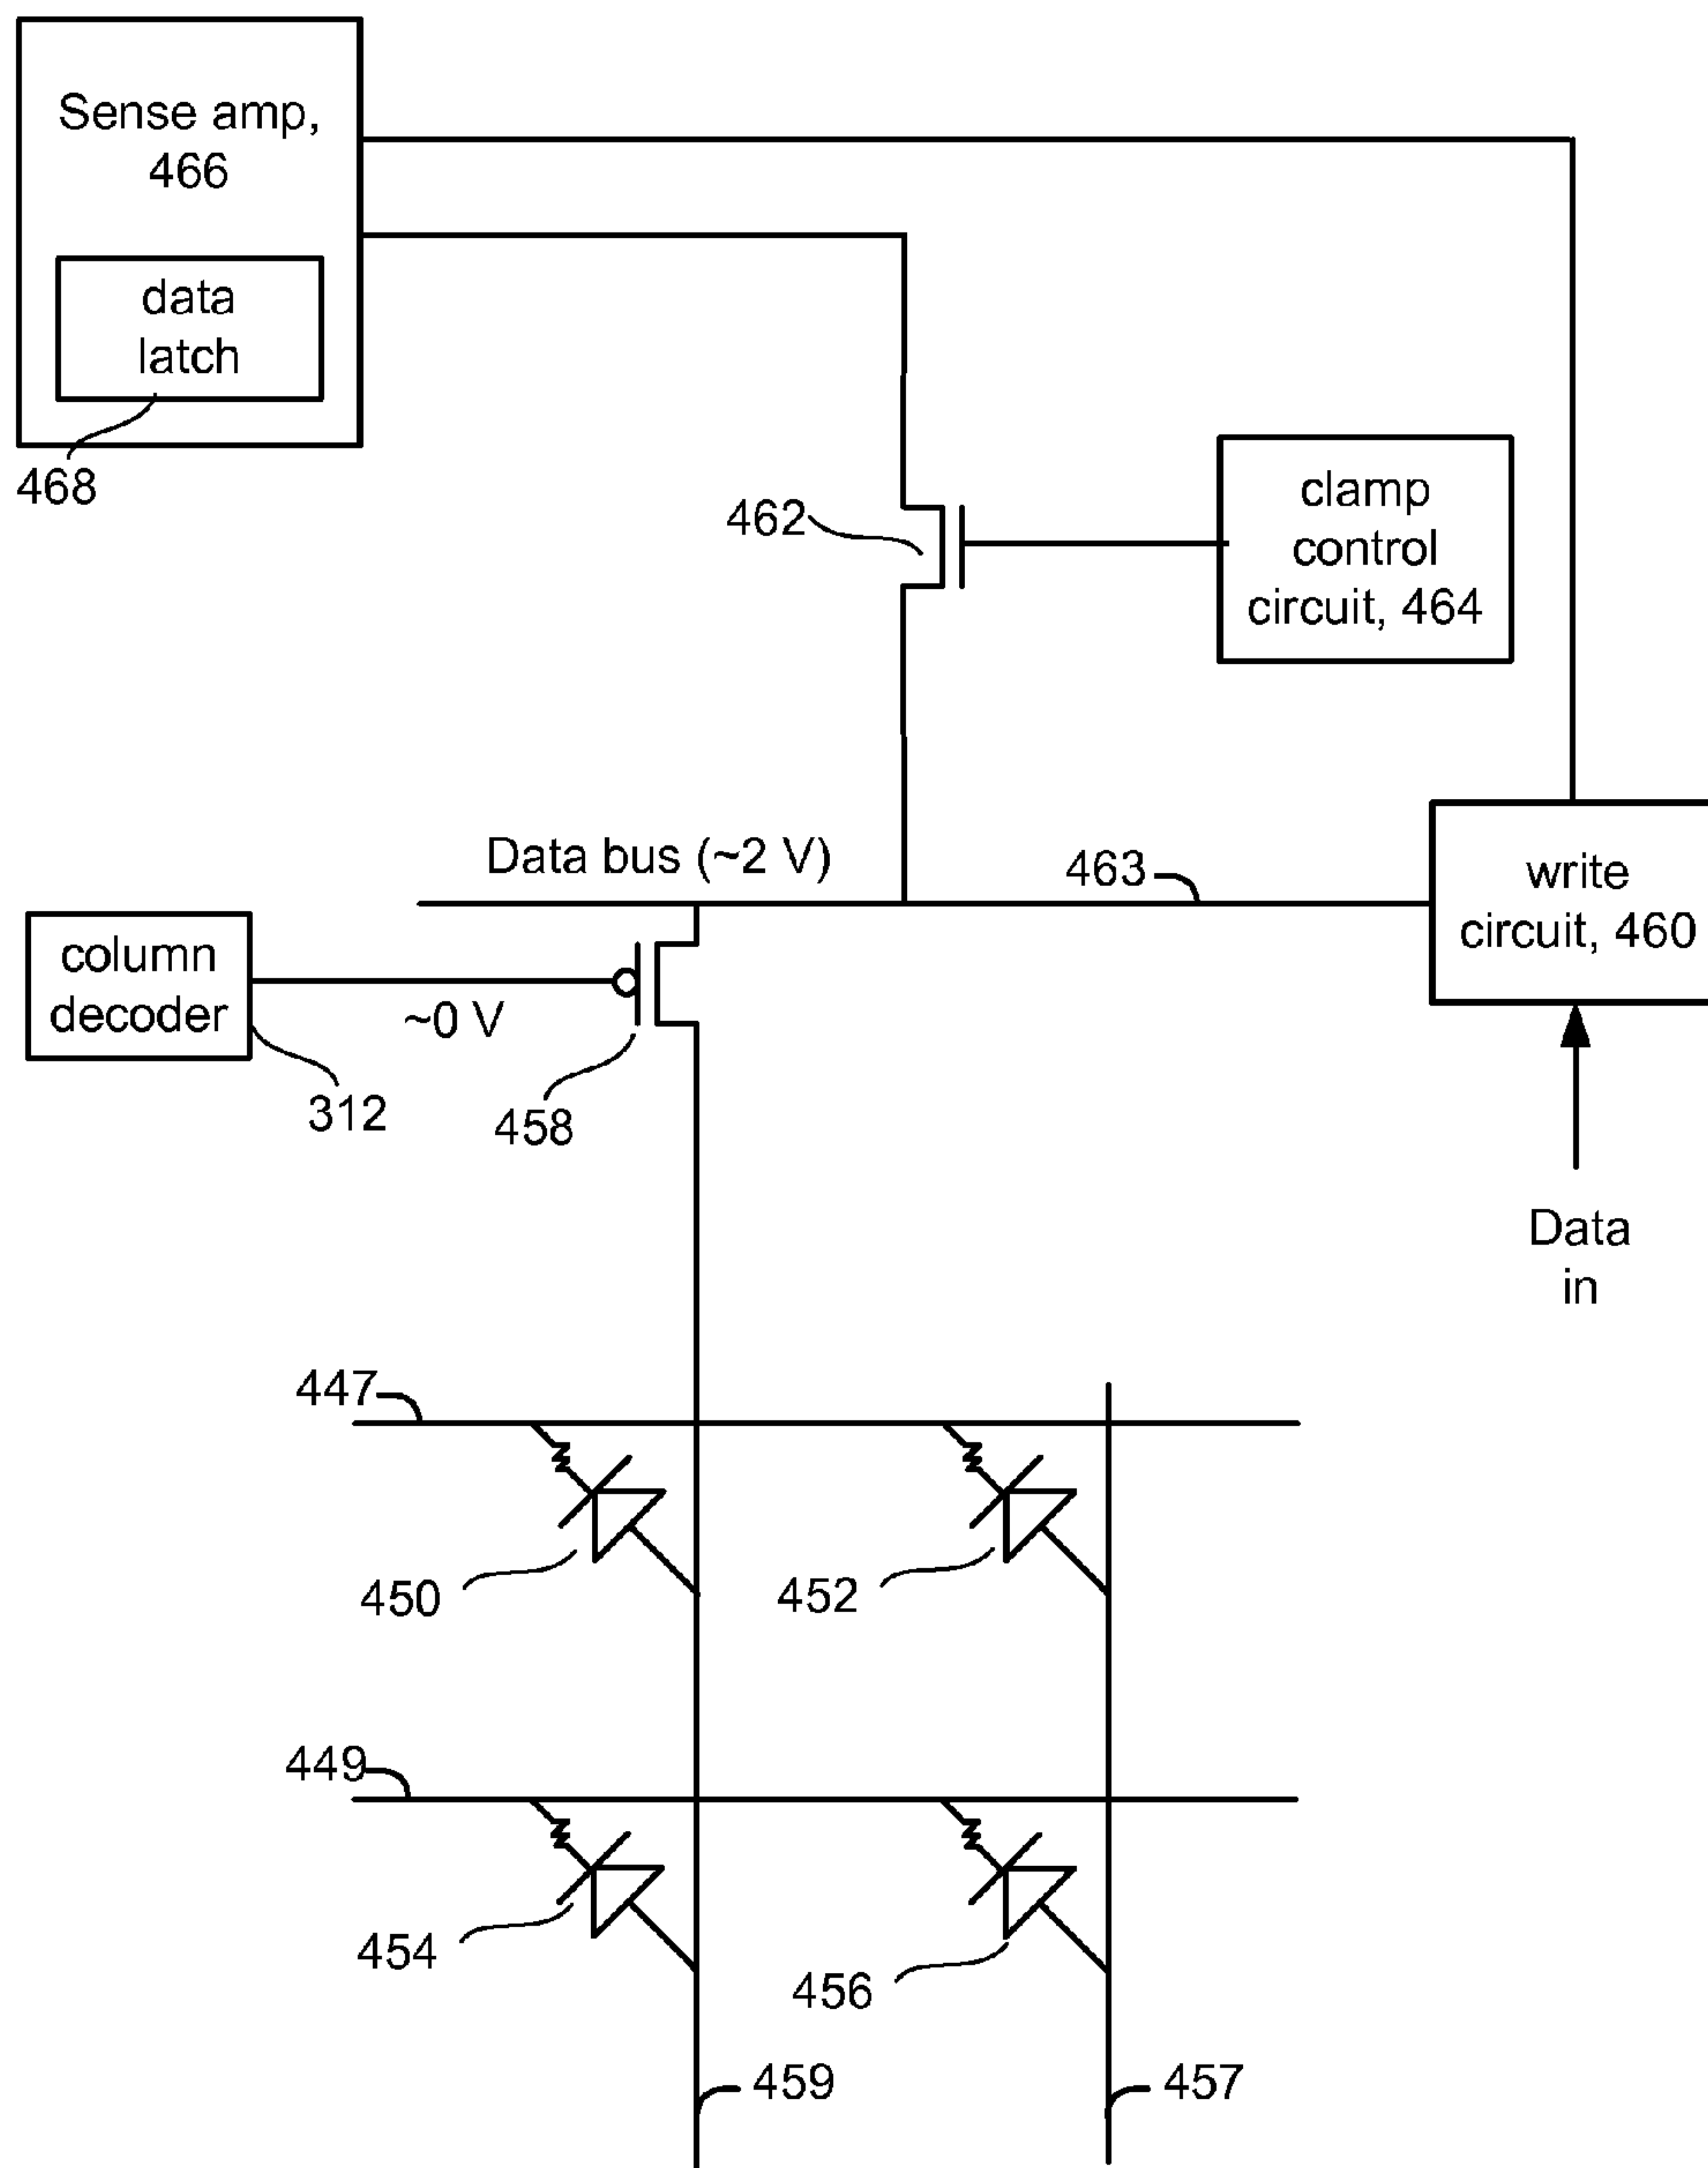 Sense amp,
466
data
latch
468
462
clamp
control
circuit, 464
Data bus (~2 V)
463
write
circuit, 460
column
decoder
~0 V
312
458
Data
in
447
450
452
449
454
456
459
457